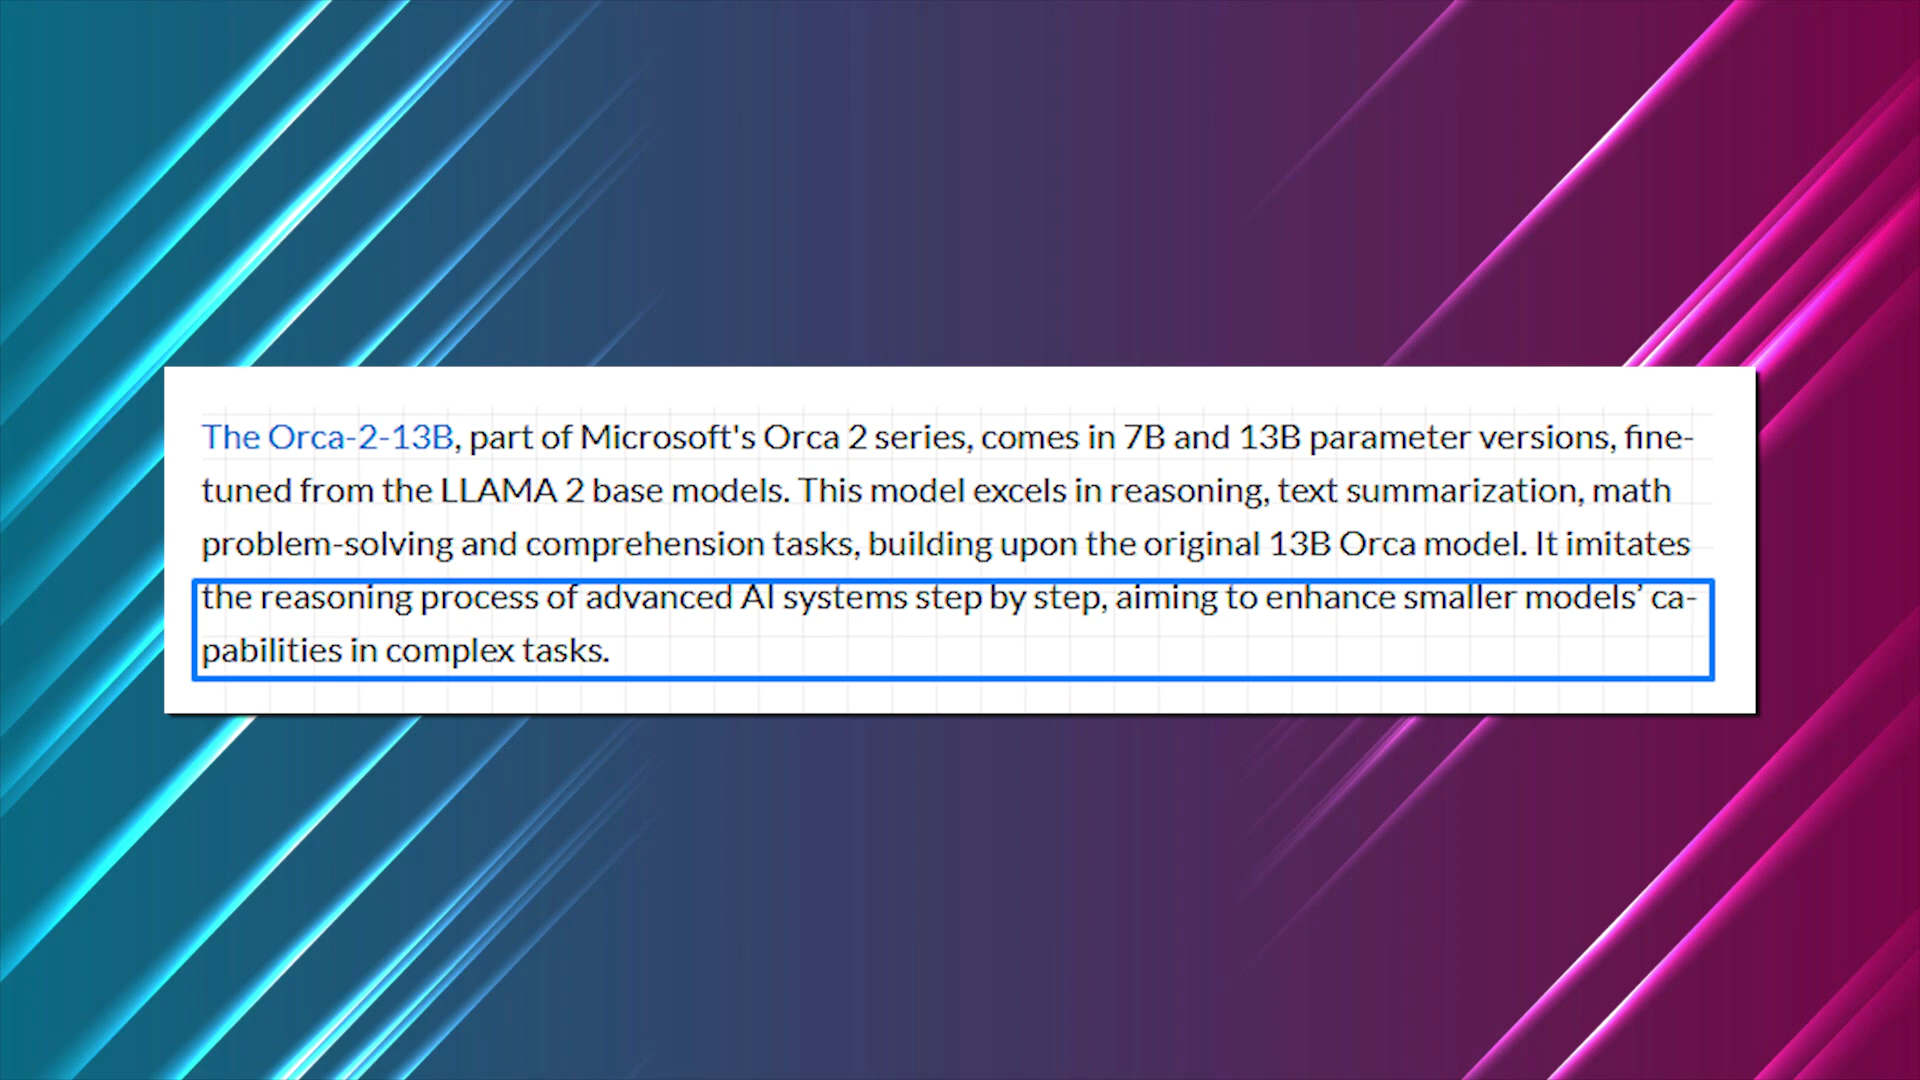 The Orca-2-13B, part of Microsoft's Orca 2 series, comes in 7B and 13B parameter versions, fine-
tuned from the LLAMA 2 base models. This model excels in reasoning, text summarization, math
problem-solving and comprehension tasks, building upon the original 13B Orca model. It imitates
the reasoning process of advanced AI systems step by step, aiming to enhance smaller models’ ca-
pabilities in complex tasks.